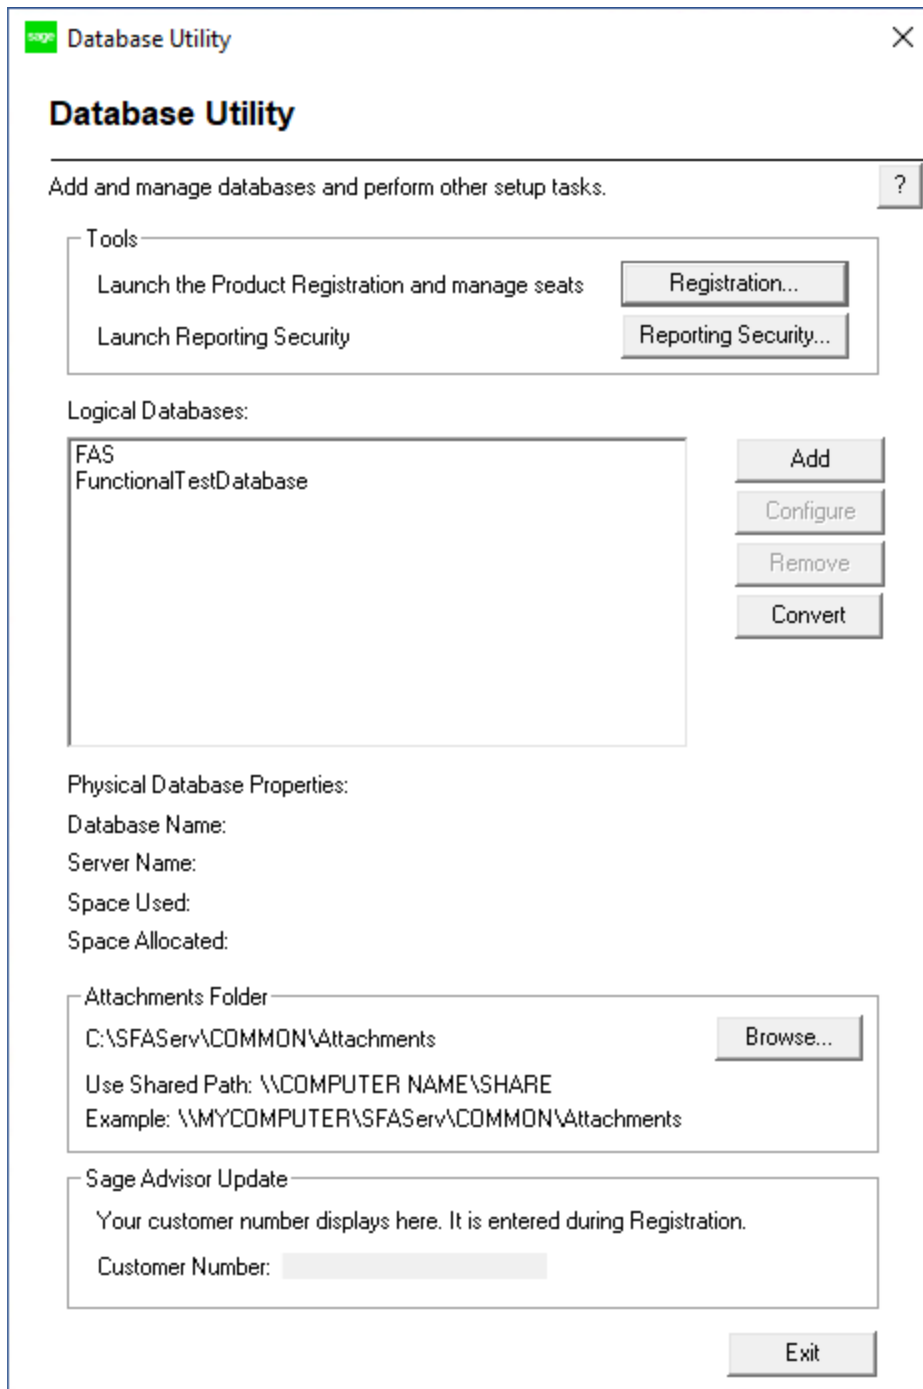 sage Database Utility
Database Utility
Add and manage databases and perform other setup tasks. ?
Tools
Launch the Product Registration and manage seats Registration...
Launch Reporting Security Reporting Security...
Logical Databases:
FAS Add
FunctionalTestDatabase
Configure
Remove
Convert
Physical Database Properties:
Database Name:
Server Name:
Space Used:
Space Allocated:
Attachments Folder
C:\SFAServ\COMMON\Attachments Browse...
Use Shared Path: \\COMPUTER NAME\SHARE
Example: \\MYCOMPUTER\SFAServ\COMMON\Attachments
Sage Advisor Update
Your customer number displays here. It is entered during Registration.
Customer Number:
Exit